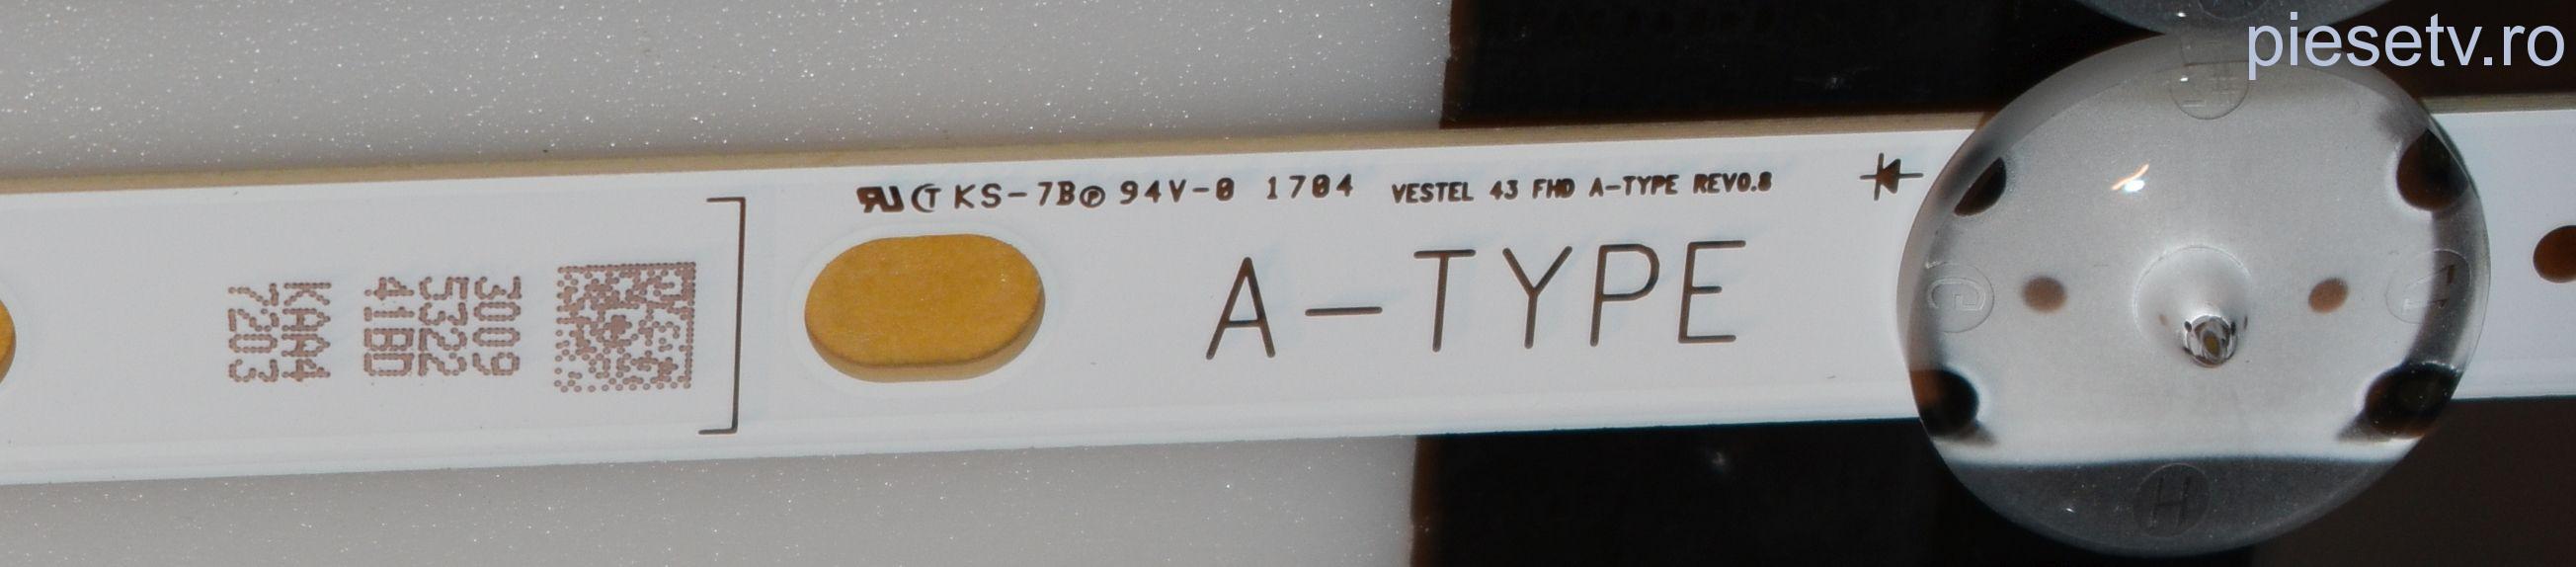 piesetv.ro
KS-7B Ⓟ 94V-0 1704 VESTEL 43 FHD A-TYPE REV0.8
A-TYPE
3009
5322
41BD
KAA4
7203
G
H